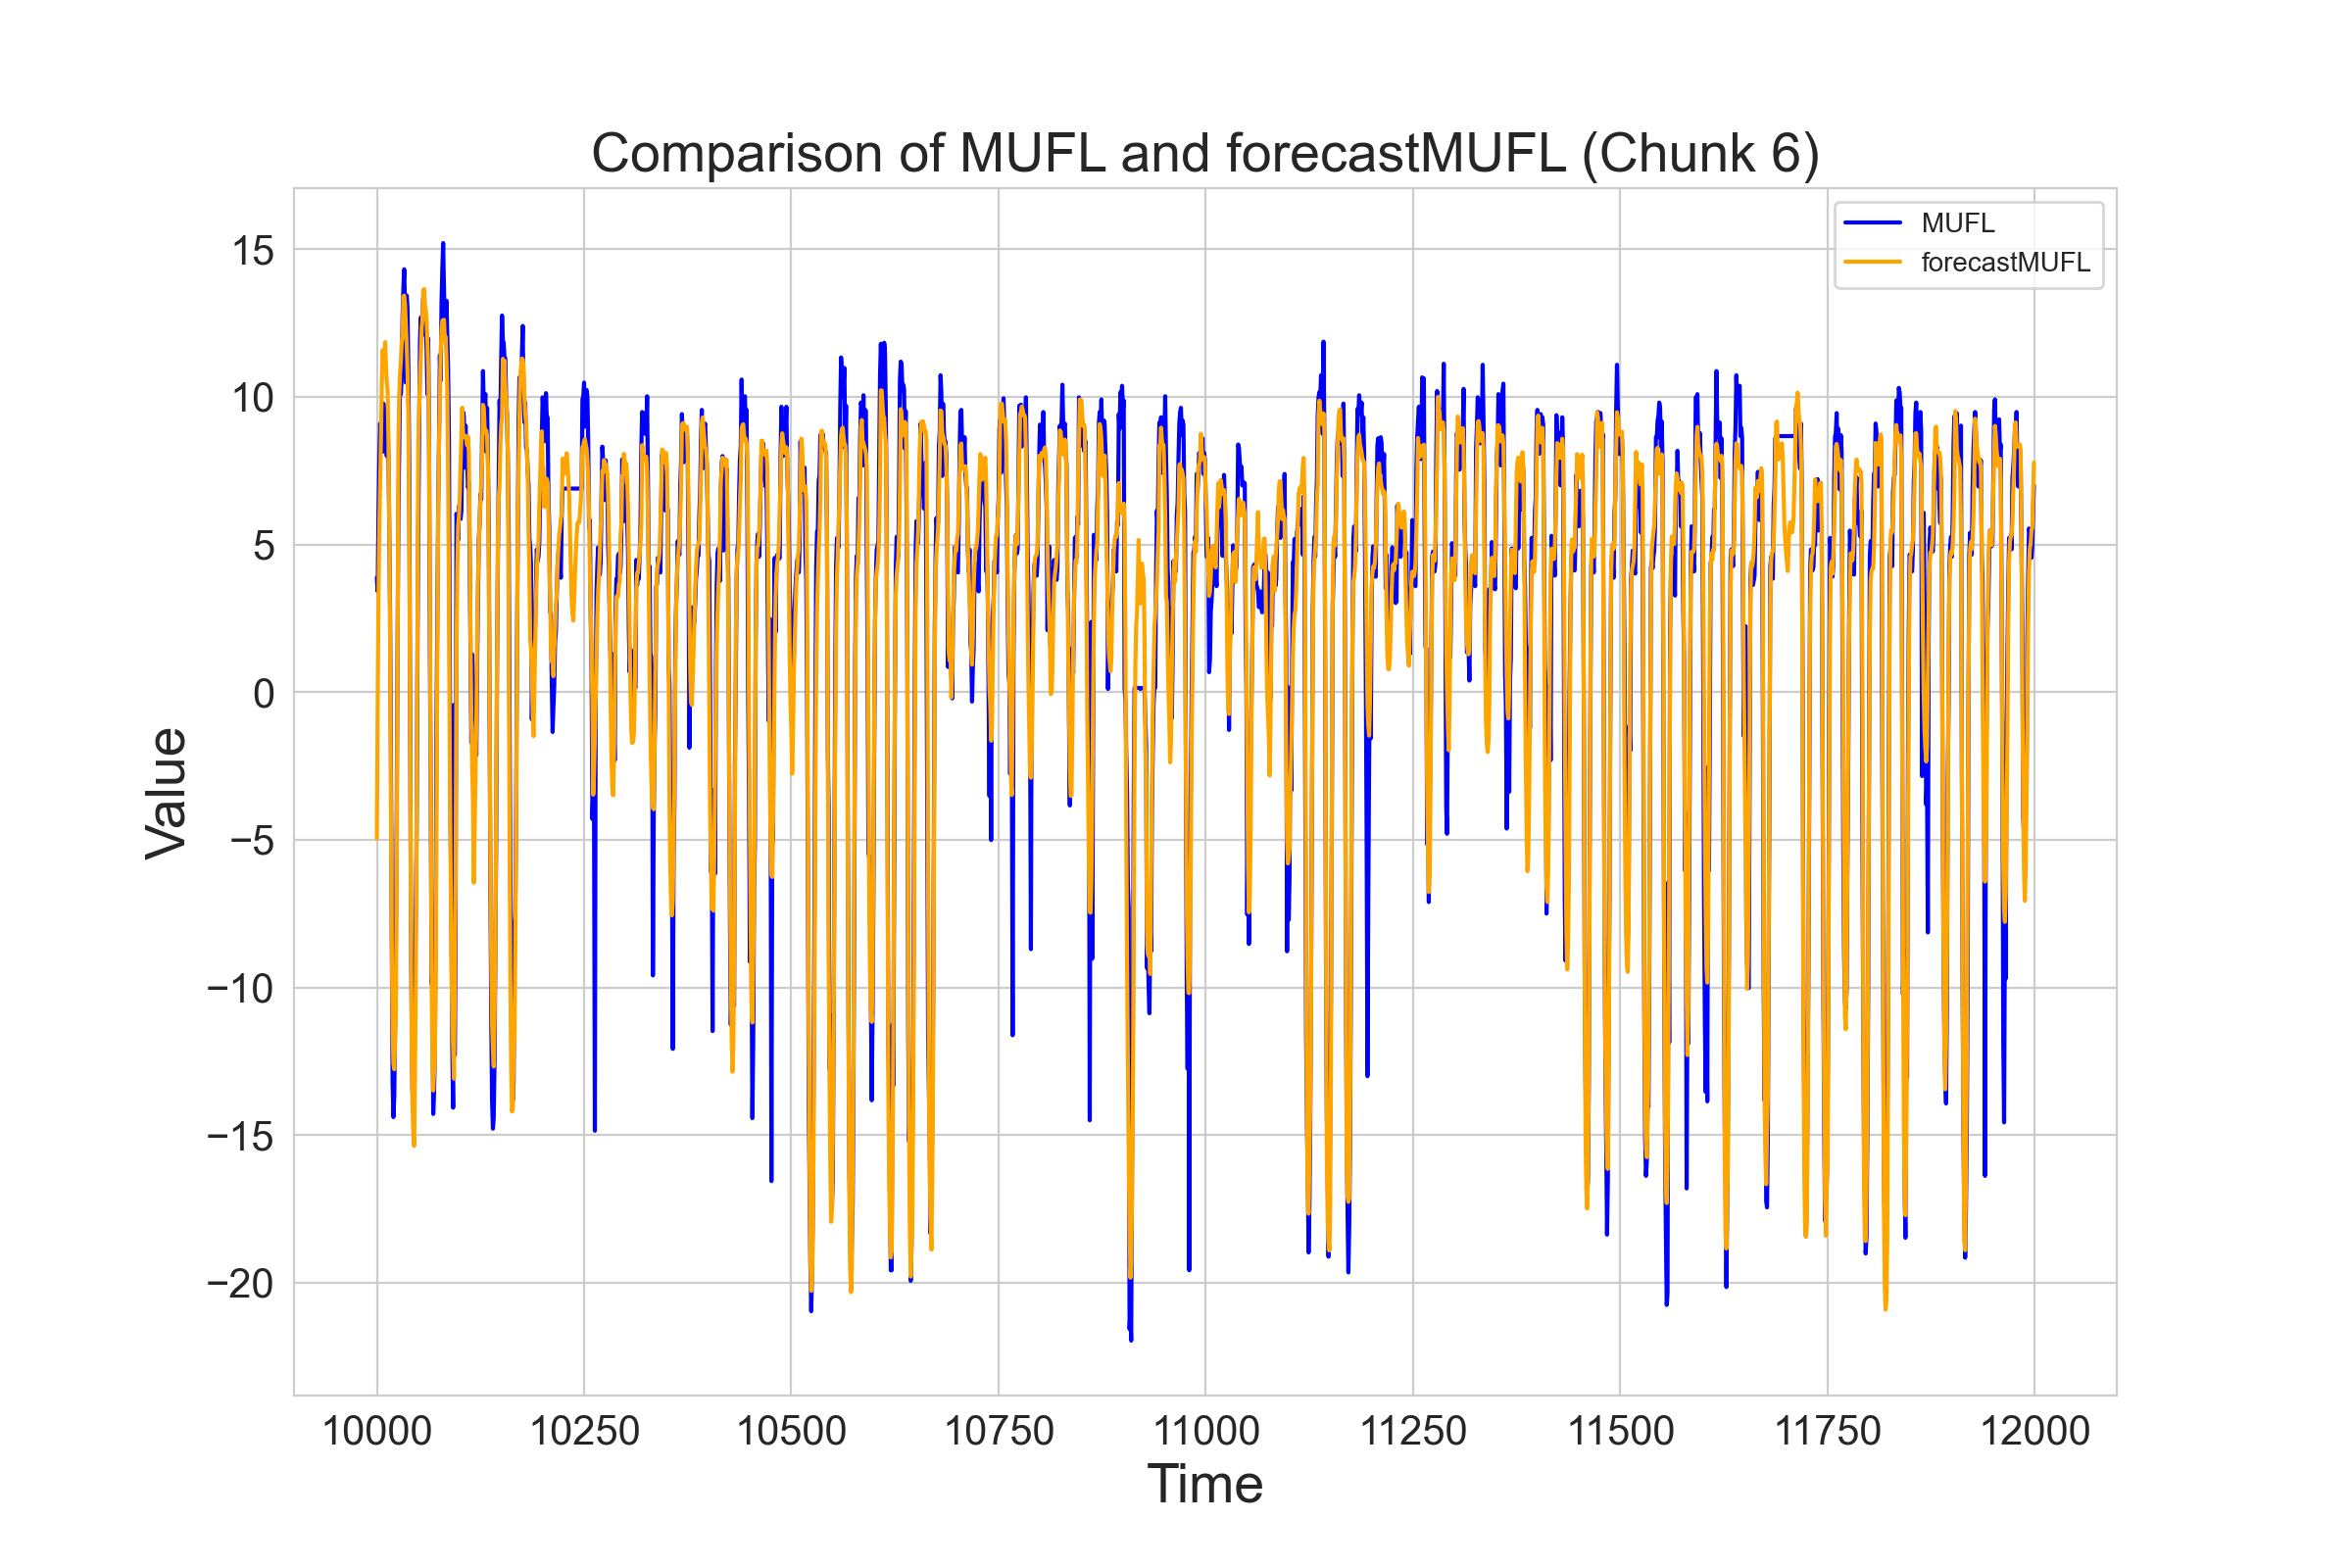 Comparison of MUFL and forecastMUFL (Chunk 6)
MUFL
forecastMUFL
15
10
5
0
−5
−10
−15
−20
Value
10000 10250 10500 10750 11000 11250 11500 11750 12000
Time